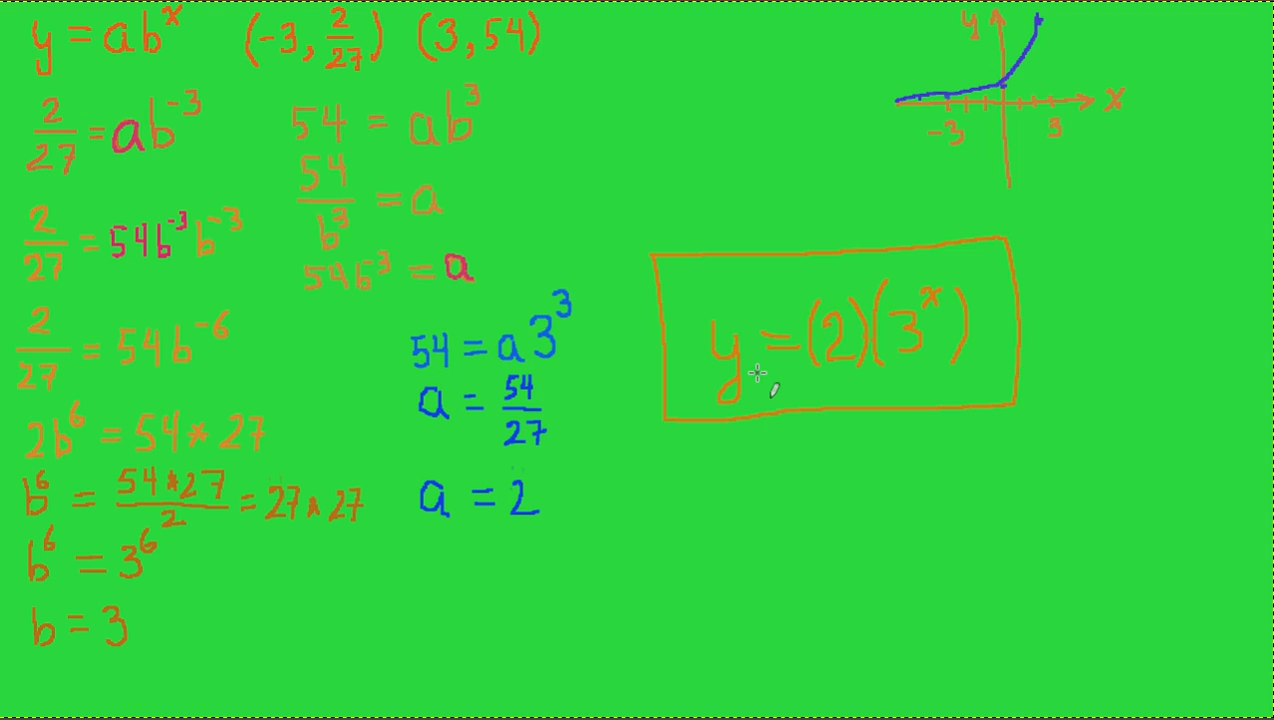 y = ab^x (-3, 2/27) (3, 54)
2/27 = ab^-3
2/27 = 54b^-3 b^-3
2/27 = 54b^-6
2b^6 = 54 * 27
b^6 = 54*27/2 = 27*27
b^6 = 3^6
b = 3
54 = ab^3
54/b^3 = a
54b^-3 = a
54 = a3^3
a = 54/27
a = 2
y
x
-3 3
y = (2)(3^x)